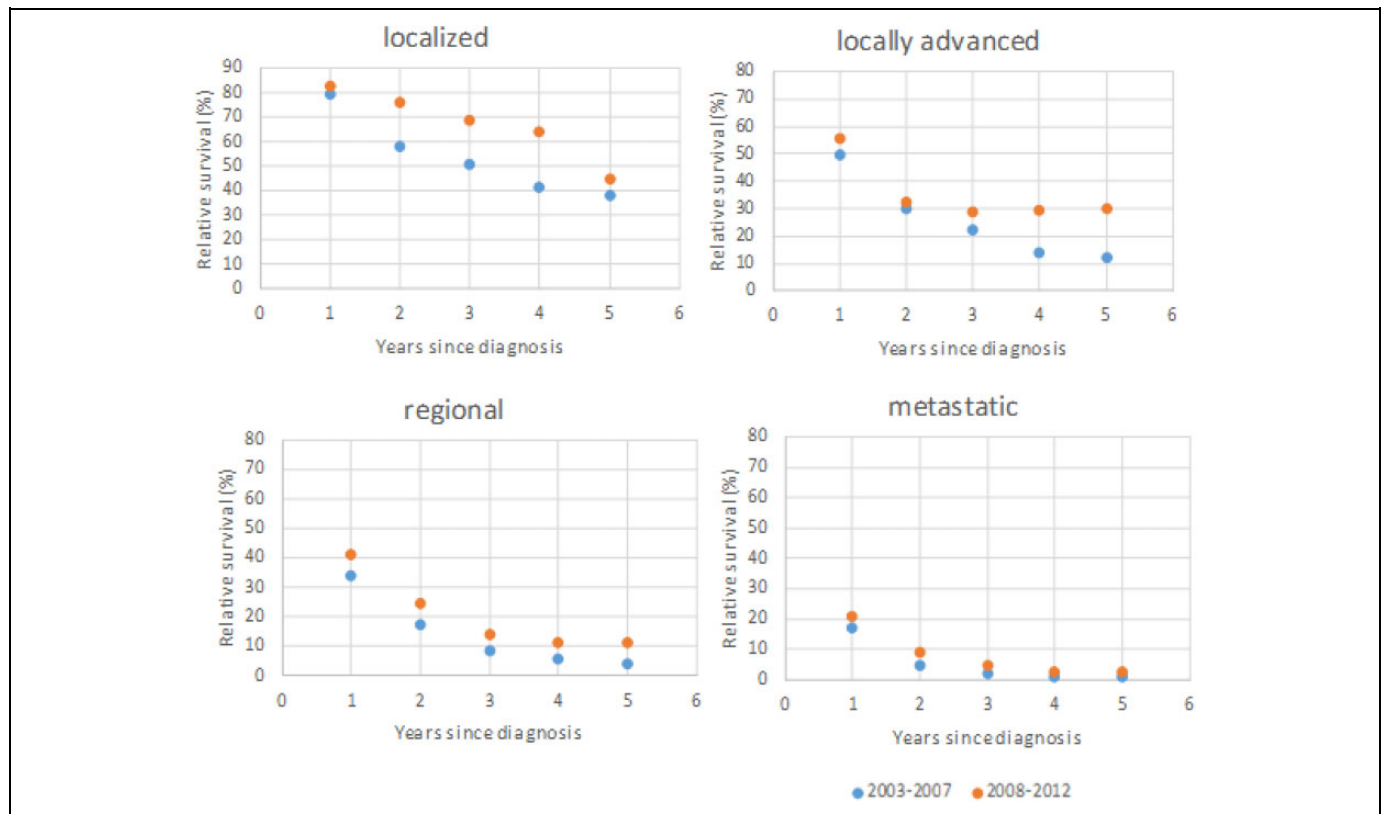 localized
Relative survival (%)
90
80
70
60
50
40
30
20
10
0
0 1 2 3 4 5 6
Years since diagnosis
locally advanced
Relative survival (%)
80
70
60
50
40
30
20
10
0
0 1 2 3 4 5 6
Years since diagnosis
regional
Relative survival (%)
80
70
60
50
40
30
20
10
0
0 1 2 3 4 5 6
Years since diagnosis
metastatic
Relative survival (%)
80
70
60
50
40
30
20
10
0
0 1 2 3 4 5 6
Years since diagnosis
2003-2007 2008-2012